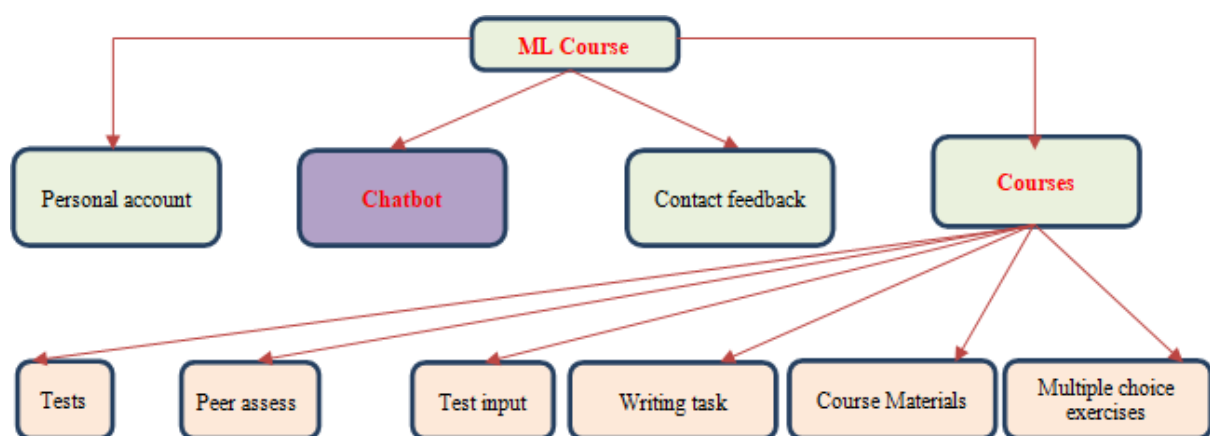 ML Course
Personal account
Chatbot
Contact feedback
Courses
Tests
Peer assess
Test input
Writing task
Course Materials
Multiple choice
exercises